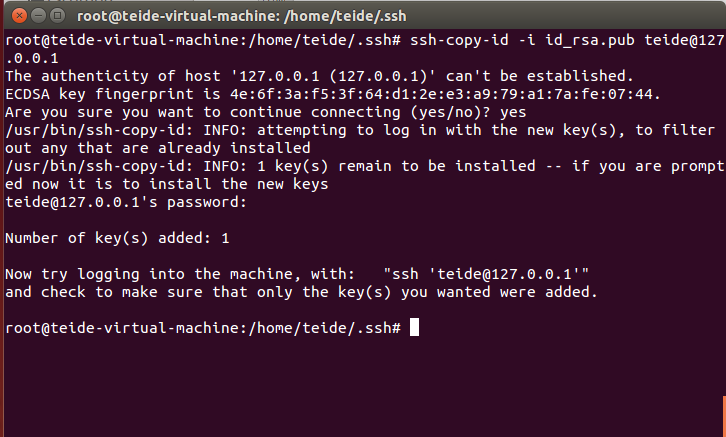 root@teide-virtual-machine: /home/teide/.ssh
root@teide-virtual-machine:/home/teide/.ssh# ssh-copy-id -i id_rsa.pub teide@127
.0.0.1
The authenticity of host '127.0.0.1 (127.0.0.1)' can't be established.
ECDSA key fingerprint is 4e:6f:3a:f5:3f:64:d1:2e:e3:a9:79:a1:7a:fe:07:44.
Are you sure you want to continue connecting (yes/no)? yes
/usr/bin/ssh-copy-id: INFO: attempting to log in with the new key(s), to filter
out any that are already installed
/usr/bin/ssh-copy-id: INFO: 1 key(s) remain to be installed -- if you are prompt
ed now it is to install the new keys
teide@127.0.0.1's password:
Number of key(s) added: 1
Now try logging into the machine, with:   "ssh 'teide@127.0.0.1'"
and check to make sure that only the key(s) you wanted were added.
root@teide-virtual-machine:/home/teide/.ssh#